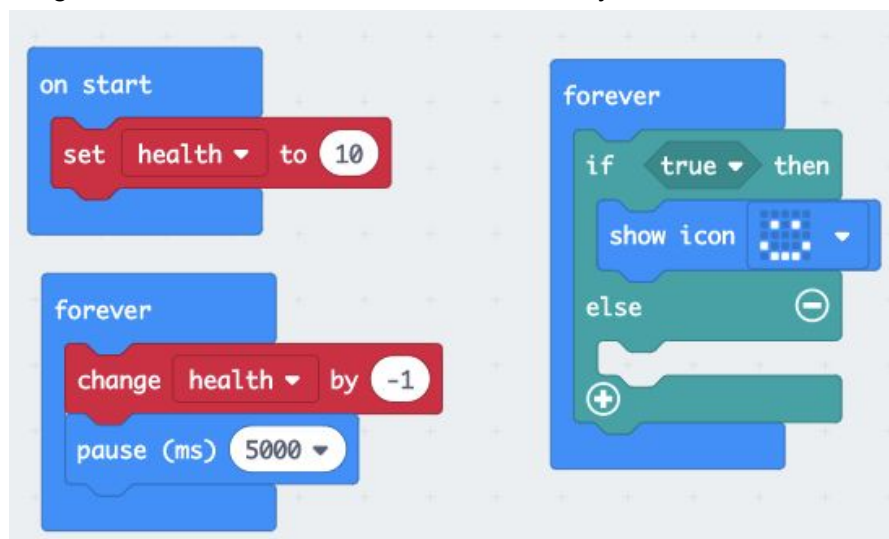 on start
set health to 10
forever
change health by -1
pause (ms) 5000
forever
if true then
show icon
else